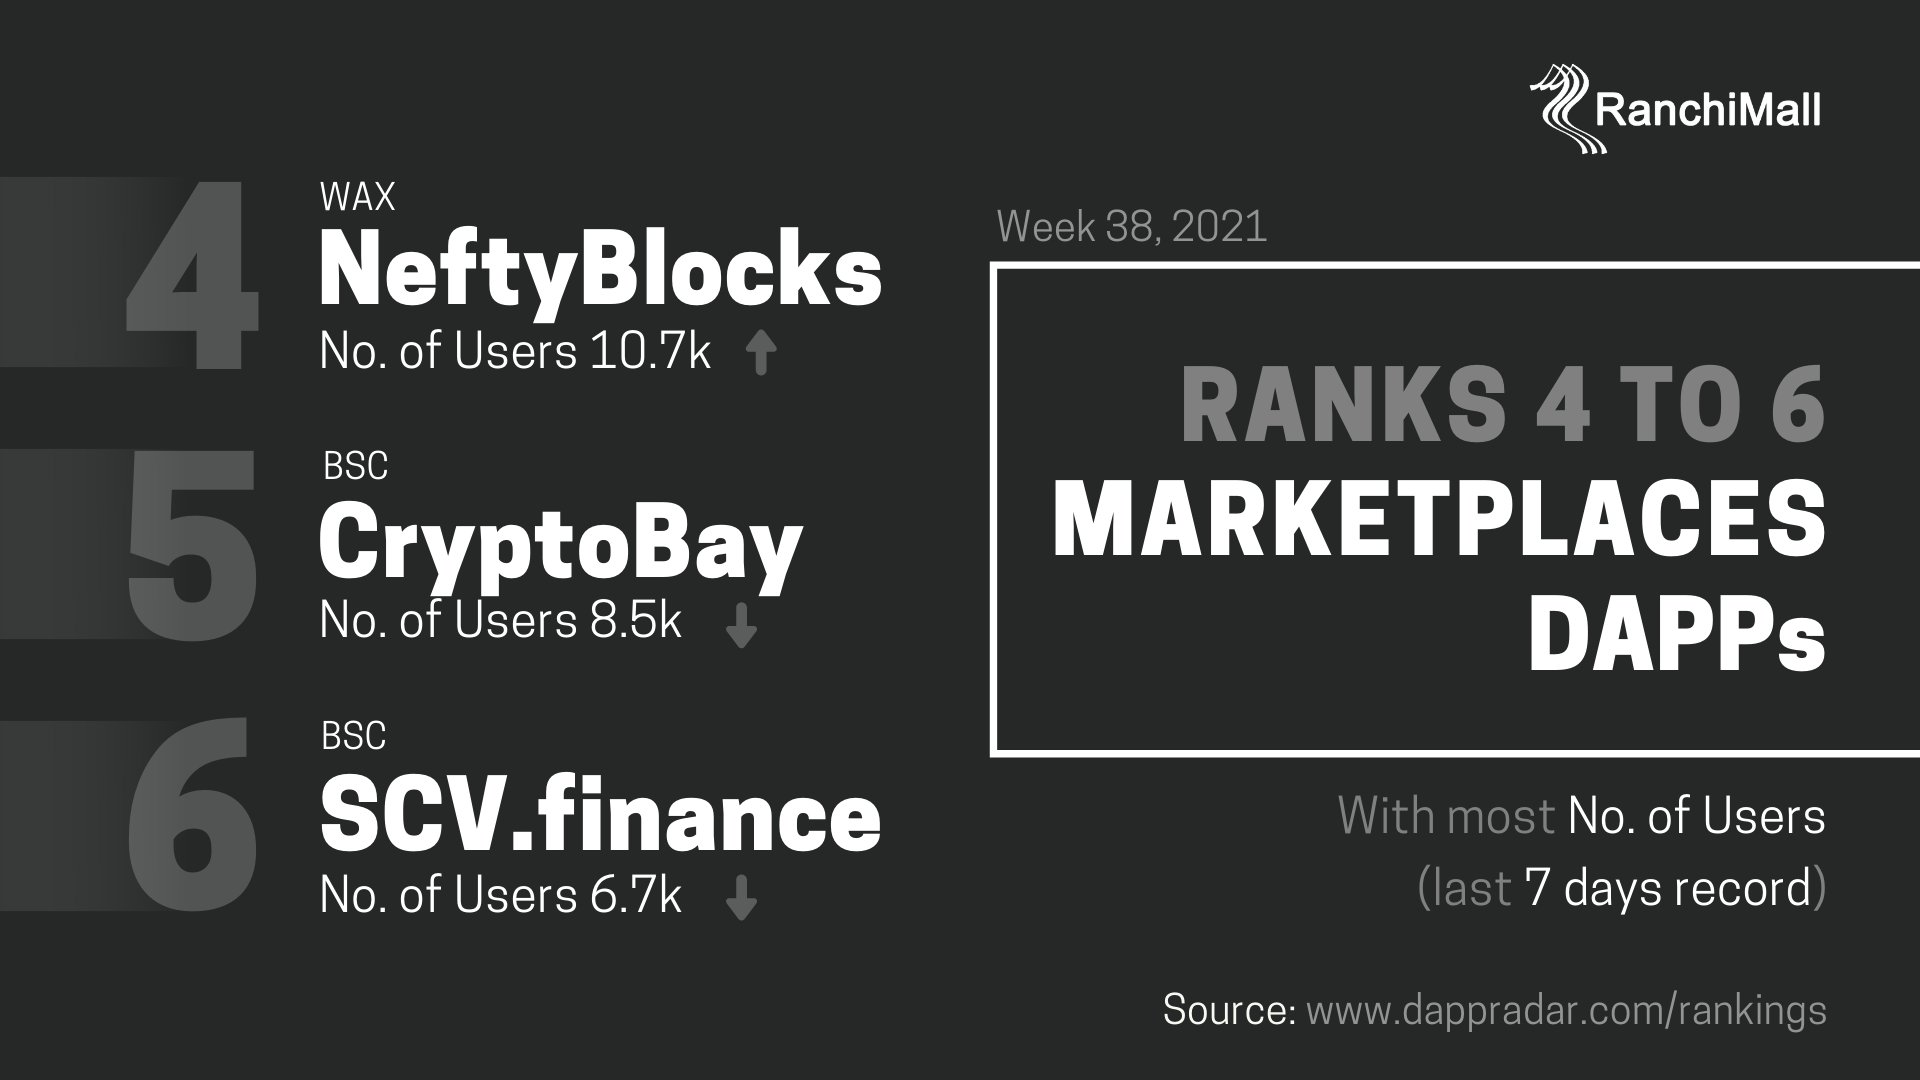 RanchiMall
4
WAX
NeftyBlocks
No. of Users 10.7k
5
BSC
CryptoBay
No. of Users 8.5k
6
BSC
SCV.finance
No. of Users 6.7k
Week 38, 2021
RANKS 4 TO 6
MARKETPLACES
DAPPs
With most No. of Users
(last 7 days record)
Source: www.dappradar.com/rankings